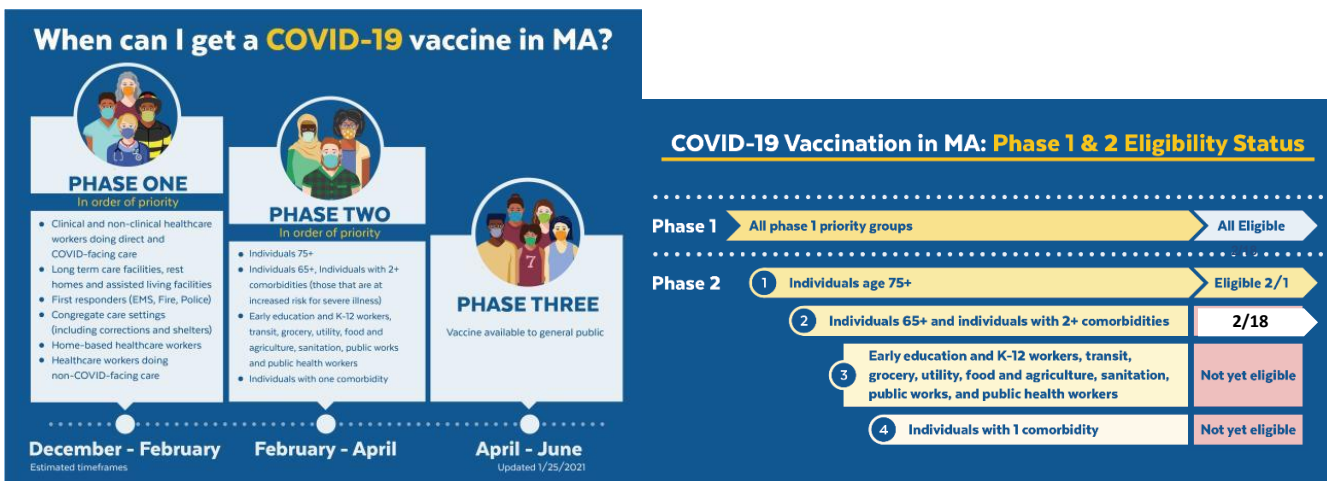 When can I get a COVID-19 vaccine in MA?
PHASE ONE
In order of priority
Clinical and non-clinical healthcare
workers doing direct and
COVID-facing care
Long term care facilities, rest
homes and assisted living facilities
First responders (EMS, Fire, Police)
Congregate care settings
(including corrections and shelters)
Home-based healthcare workers
Healthcare workers doing
non-COVID-facing care
December - February
Estimated timeframes
PHASE TWO
In order of priority
Individuals 75+
Individuals 65+, Individuals with 2+
comorbidities (those that are at
increased risk for severe illness)
Early education and K-12 workers,
transit, grocery, utility, food and
agriculture, sanitation, public works
and public health workers
Individuals with one comorbidity
February - April
7
PHASE THREE
Vaccine available to general public
April - June
Updated 1/25/2021
COVID-19 Vaccination in MA: Phase 1 & 2 Eligibility Status
Phase 1
All phase 1 priority groups
All Eligible
Phase 2
1 Individuals age 75+
Eligible 2/1
2 Individuals 65+ and individuals with 2+ comorbidities
2/18
3
Early education and K-12 workers, transit,
grocery, utility, food and agriculture, sanitation,
public works, and public health workers
Not yet eligible
4 Individuals with 1 comorbidity
Not yet eligible